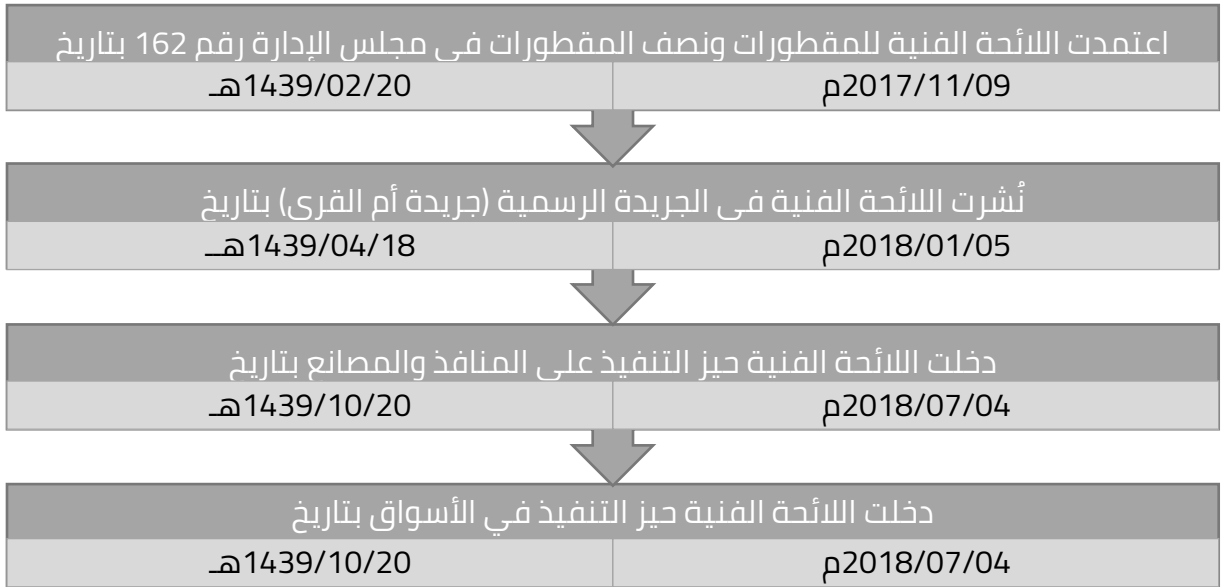 اعتمدت اللائحة الفنية للمقطورات ونصف المقطورات في مجلس الإدارة رقم 162 بتاريخ
2017/11/09م 1439/02/20هـ
نُشرت اللائحة الفنية في الجريدة الرسمية (جريدة أم القرى) بتاريخ
2018/01/05م 1439/04/18هــ
دخلت اللائحة الفنية حيز التنفيذ على المنافذ والمصانع بتاريخ
2018/07/04م 1439/10/20هـ
دخلت اللائحة الفنية حيز التنفيذ في الأسواق بتاريخ
2018/07/04م 1439/10/20هـ